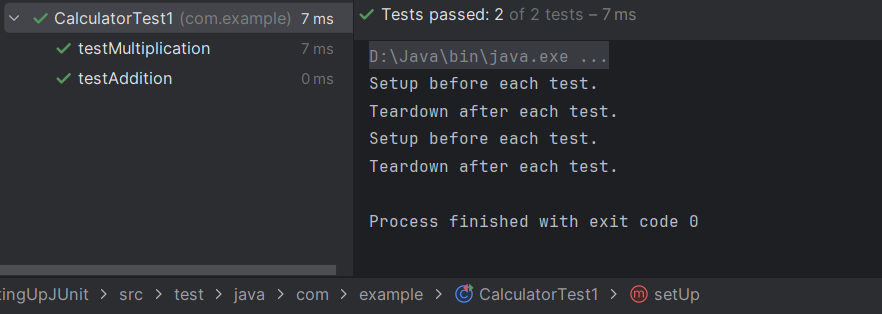 CalculatorTest1 (com.example) 7 ms
testMultiplication 7 ms
testAddition 0 ms
Tests passed: 2 of 2 tests – 7 ms
D:\Java\bin\java.exe ...
Setup before each test.
Teardown after each test.
Setup before each test.
Teardown after each test.
Process finished with exit code 0
tingUpJUnit > src > test > java > com > example > CalculatorTest1 > setUp